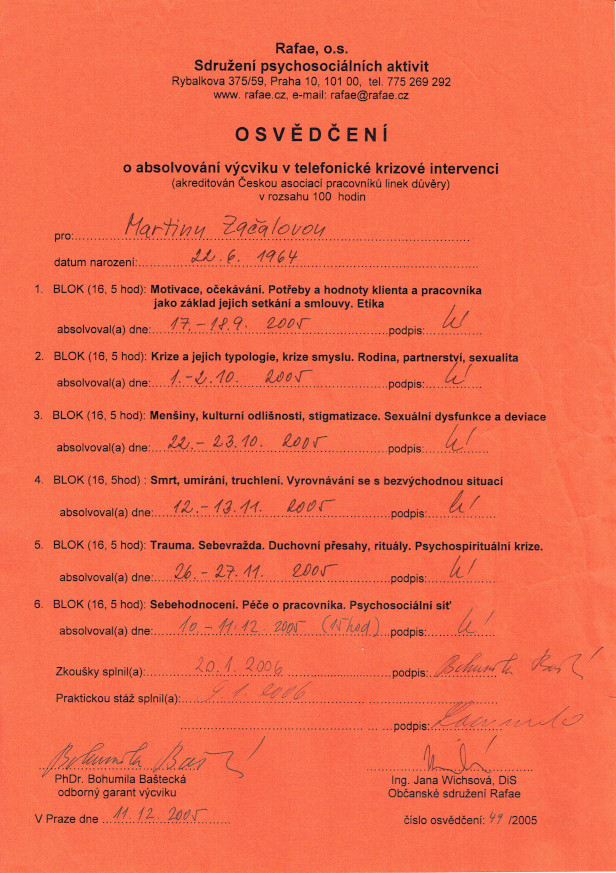 Rafae, o.s.
Sdružení psychosociálních aktivit
Rybalkova 375/59, Praha 10, 101 00, tel. 775 269 292
www. rafae.cz, e-mail: rafae@rafae.cz
OSVĚDČENÍ
o absolvování výcviku v telefonické krizové intervenci
(akreditován Českou asociací pracovníků linek důvěry)
v rozsahu 100 hodin
pro: Martinu Začalovou
datum narození: 22.6. 1964
1. BLOK (16, 5 hod): Motivace, očekávání. Potřeby a hodnoty klienta a pracovníka
jako základ jejich setkání a smlouvy. Etika
absolvoval(a) dne: 17.-18.9. 2005 podpis:
2. BLOK (16, 5 hod): Krize a jejich typologie, krize smyslu. Rodina, partnerství, sexualita
absolvoval(a) dne: 1.-2.10. 2005 podpis:
3. BLOK (16, 5 hod): Menšiny, kulturní odlišnosti, stigmatizace. Sexuální dysfunkce a deviace
absolvoval(a) dne: 22.-23.10. 2005 podpis:
4. BLOK (16, 5hod) : Smrt, umírání, truchlení. Vyrovnávání se s bezvýchodnou situací
absolvoval(a) dne: 12.-13.11. 2005 podpis:
5. BLOK (16, 5 hod): Trauma. Sebevražda. Duchovní přesahy, rituály. Psychospirituální krize.
absolvoval(a) dne: 26.-27.11. 2005 podpis:
6. BLOK (16, 5 hod): Sebehodnocení. Péče o pracovníka. Psychosociální síť
absolvoval(a) dne: 10.-11.12. 2005 (15hod) podpis:
Zkoušky splnil(a): 20.1.2006 podpis: Bohumila
Praktickou stáž splnil(a): 9.1.2006
podpis:
Bohumila
PhDr. Bohumila Baštecká
odborný garant výcviku
Ing. Jana Wichsová, DiS
Občanské sdružení Rafae
V Praze dne 11.12.2005
číslo osvědčení: 49 /2005